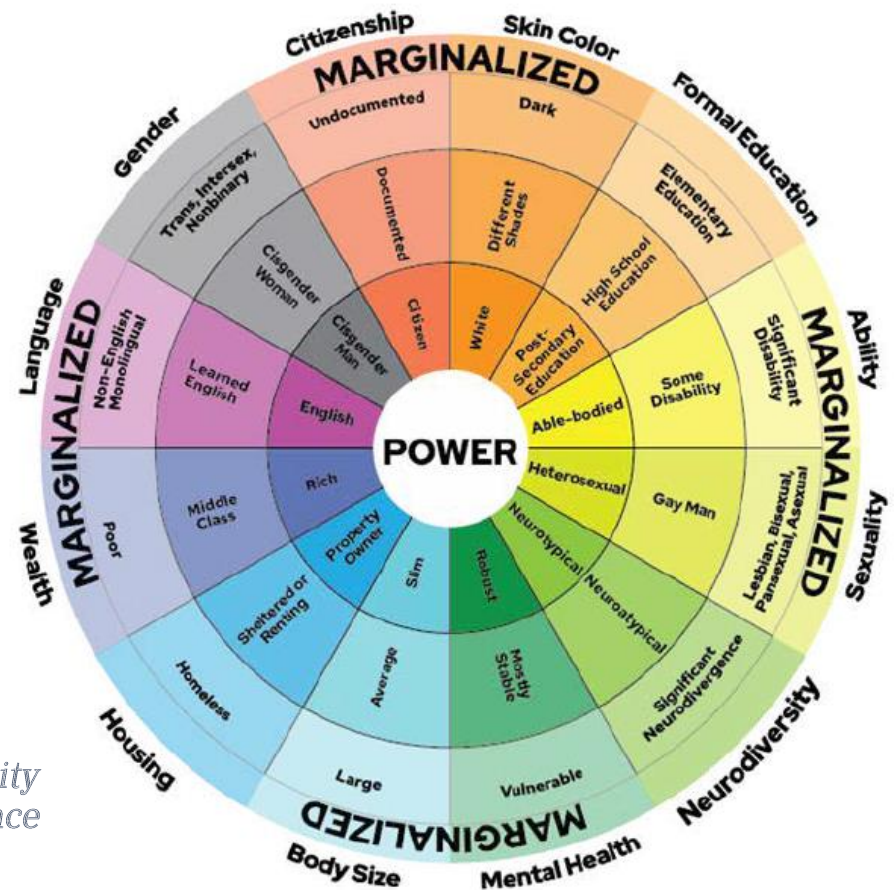 Citizenship
MARGINALIZED
Undocumented
Documented
Citizen
Skin Color
Dark
Different
Shades
White
Formal Education
Elementary
Education
High School
Education
Post-
Secondary
Education
Ability
MARGINALIZED
Significant
Disability
Some
Disability
Able-bodied
Sexuality
Lesbian, Bisexual,
Pansexual, Asexual
Gay Man
Heterosexual
Neurodiversity
Significant
Neurodivergence
Neuroatypical
Neurotypical
Mental Health
MARGINALIZED
Vulnerable
Mostly
Stable
Robust
Body Size
Large
Average
Slim
Housing
Homeless
Sheltered or
Renting
Property
Owner
Wealth
MARGINALIZED
Poor
Middle
Class
Rich
Language
Non-English
Monolingual
Learned
English
English
Gender
Trans, Intersex,
Nonbinary
Cisgender
Woman
Cisgender
Man
POWER
ity
nce